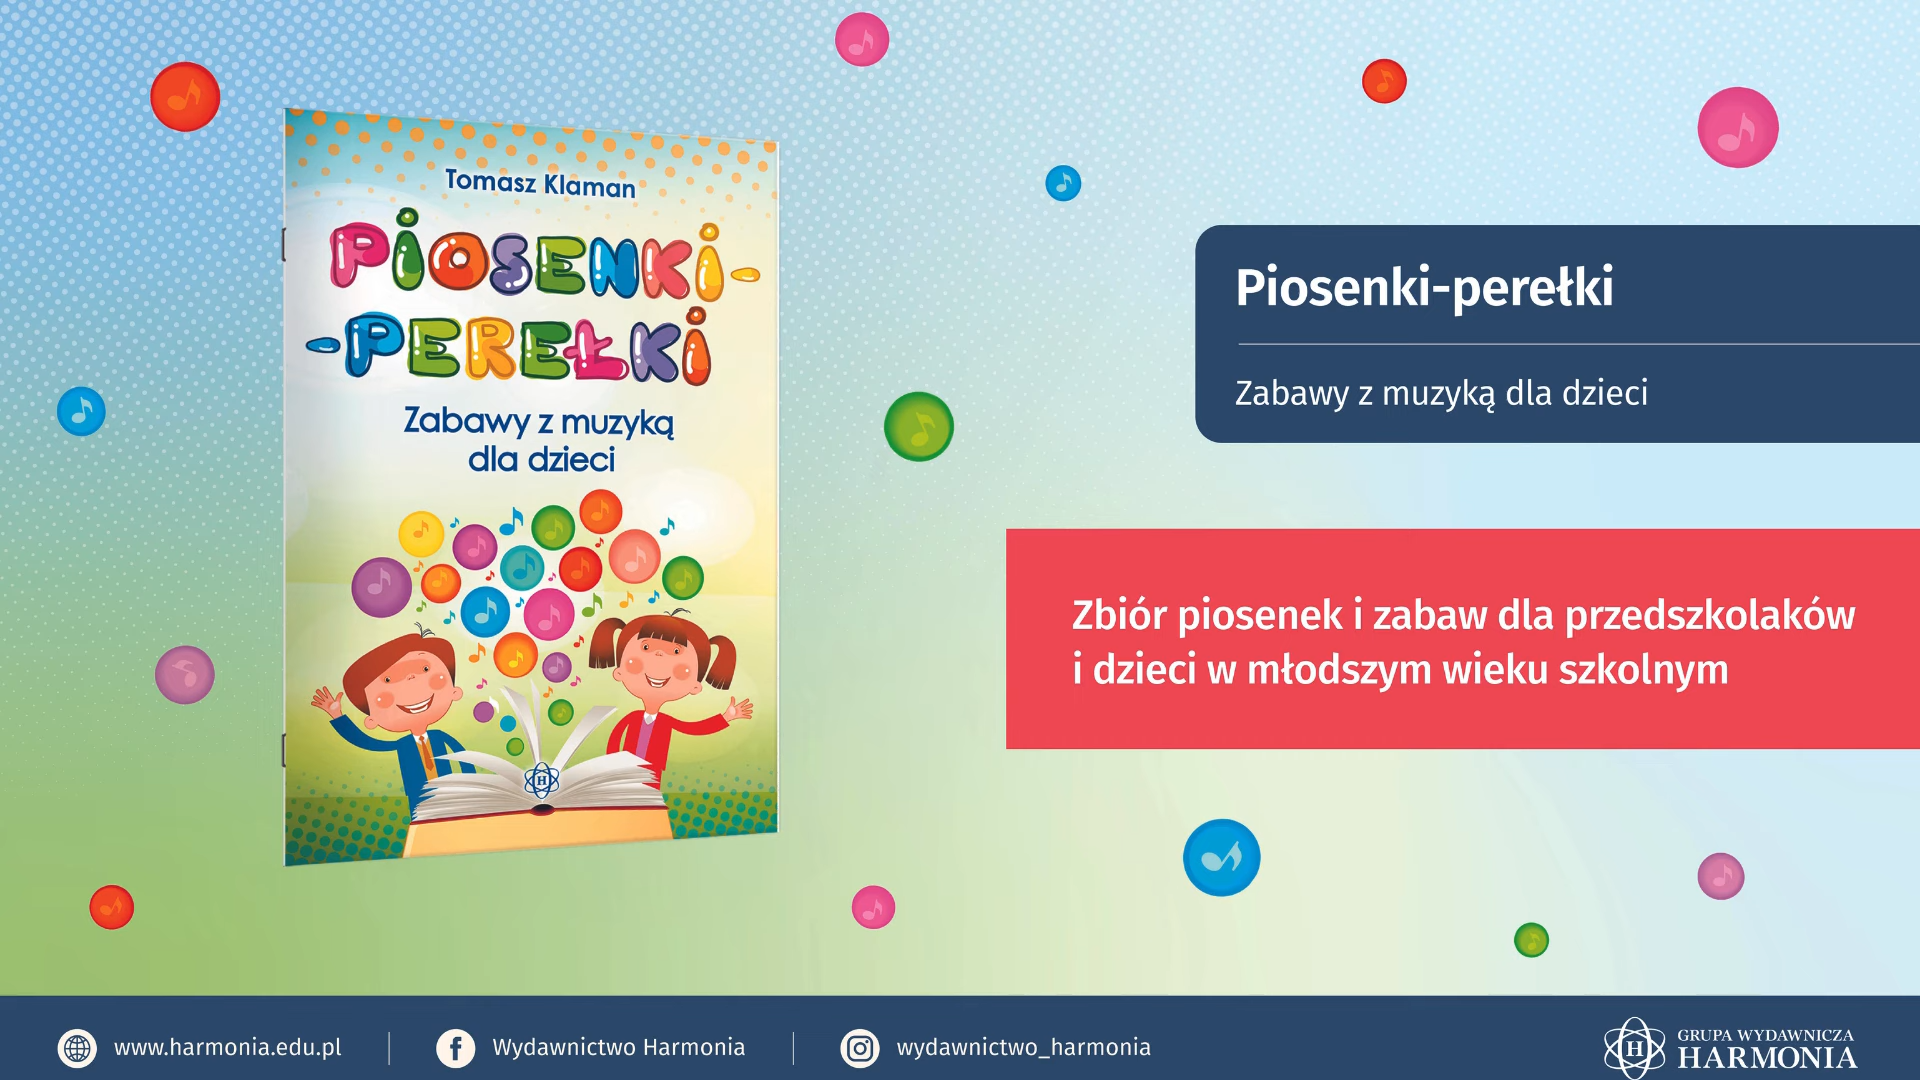 Tomasz Klaman
PIOSENKI-
-PEREŁKI
Zabawy z muzyką
dla dzieci
H
Piosenki-perełki
Zabawy z muzyką dla dzieci
Zbiór piosenek i zabaw dla przedszkolaków
i dzieci w młodszym wieku szkolnym
www.harmonia.edu.pl
Wydawnictwo Harmonia
wydawnictwo_harmonia
H
GRUPA WYDAWNICZA
HARMONIA